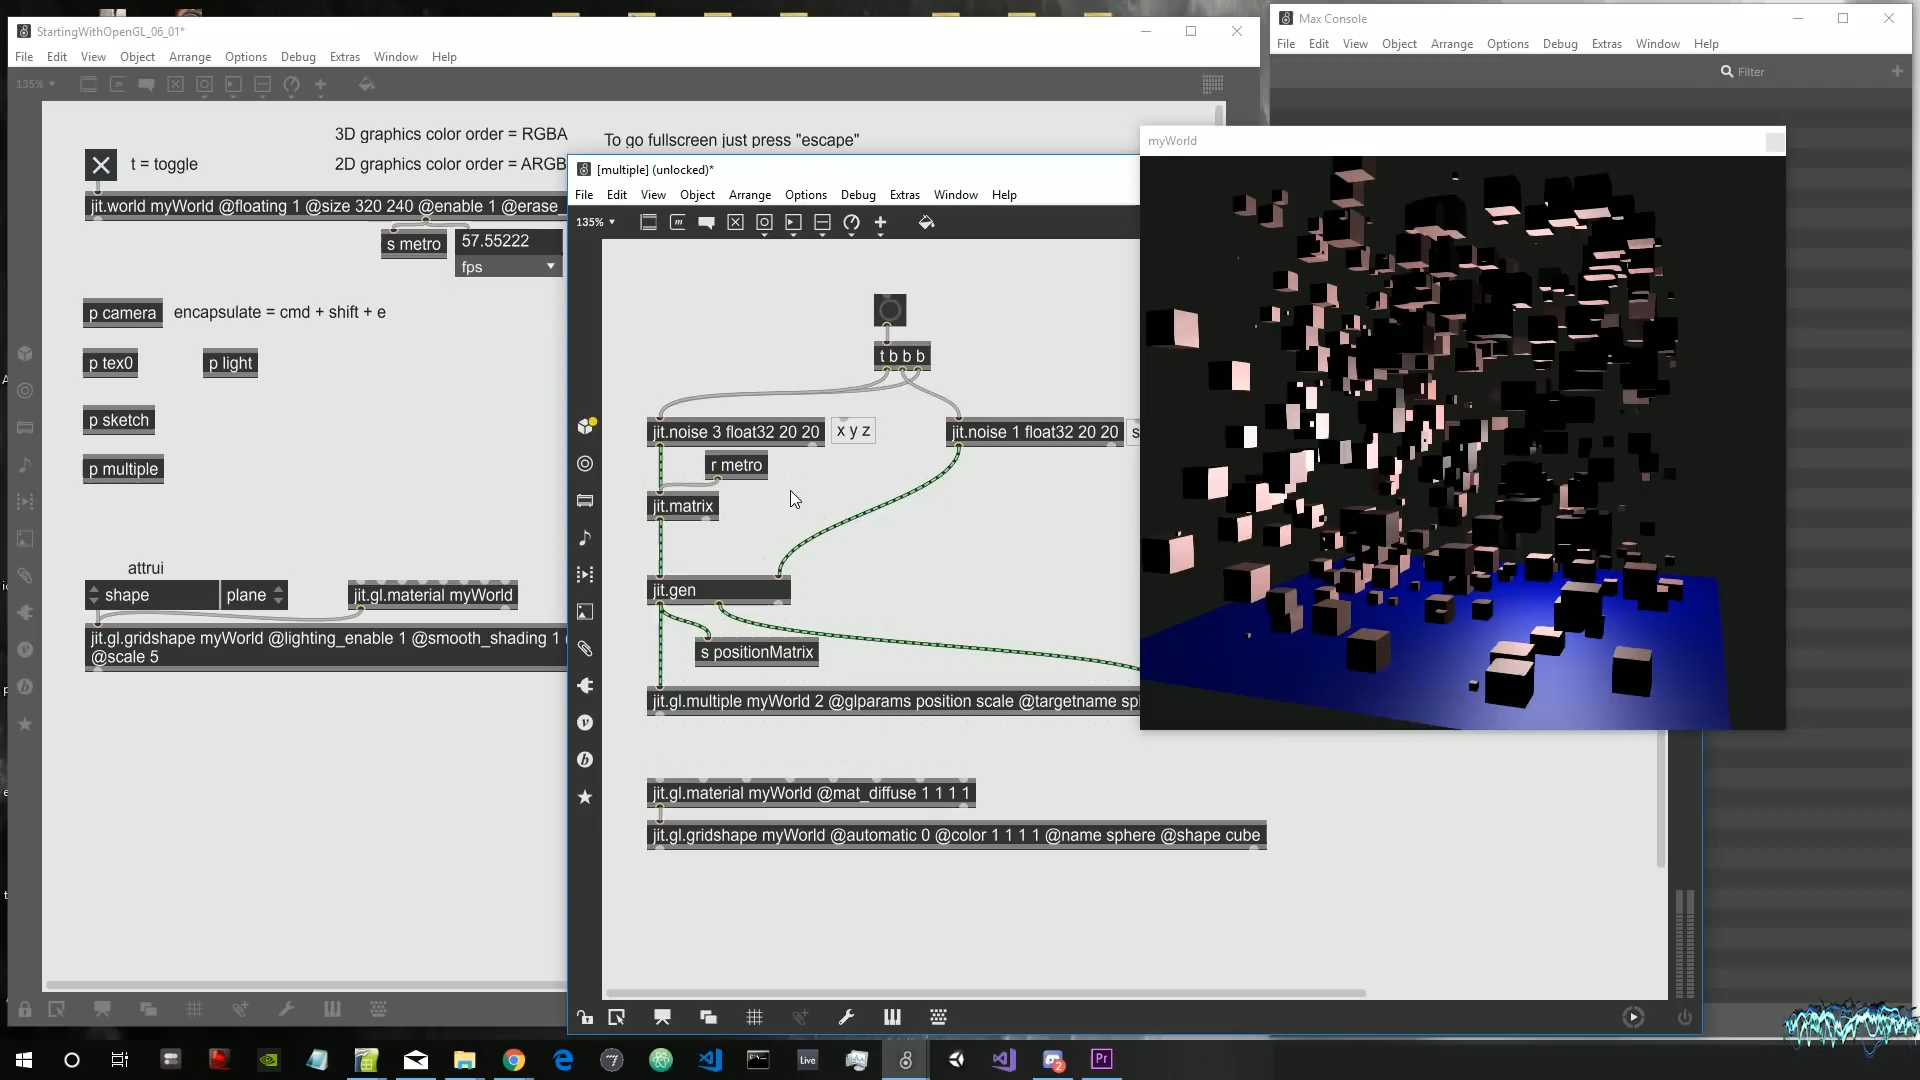 StartingWithOpenGL_06_01*
File Edit View Object Arrange Options Debug Extras Window Help
135%
3D graphics color order = RGBA
To go fullscreen just press "escape"
t = toggle
2D graphics color order = ARGB
jit.world myWorld @floating 1 @size 320 240 @enable 1 @erase_
s metro
57.55222
fps
p camera
encapsulate = cmd + shift + e
p tex0
p light
p sketch
p multiple
attrui
shape
plane
jit.gl.material myWorld
jit.gl.gridshape myWorld @lighting_enable 1 @smooth_shading 1
@scale 5
[multiple] (unlocked)*
File Edit View Object Arrange Options Debug Extras Window Help
135%
t b b b
jit.noise 3 float32 20 20
x y z
jit.noise 1 float32 20 20
s
r metro
jit.matrix
jit.gen
s positionMatrix
jit.gl.multiple myWorld 2 @glparams position scale @targetname sp
jit.gl.material myWorld @mat_diffuse 1 1 1 1
jit.gl.gridshape myWorld @automatic 0 @color 1 1 1 1 @name sphere @shape cube
Max Console
File Edit View Object Arrange Options Debug Extras Window Help
Filter
myWorld
Live
2
Pr